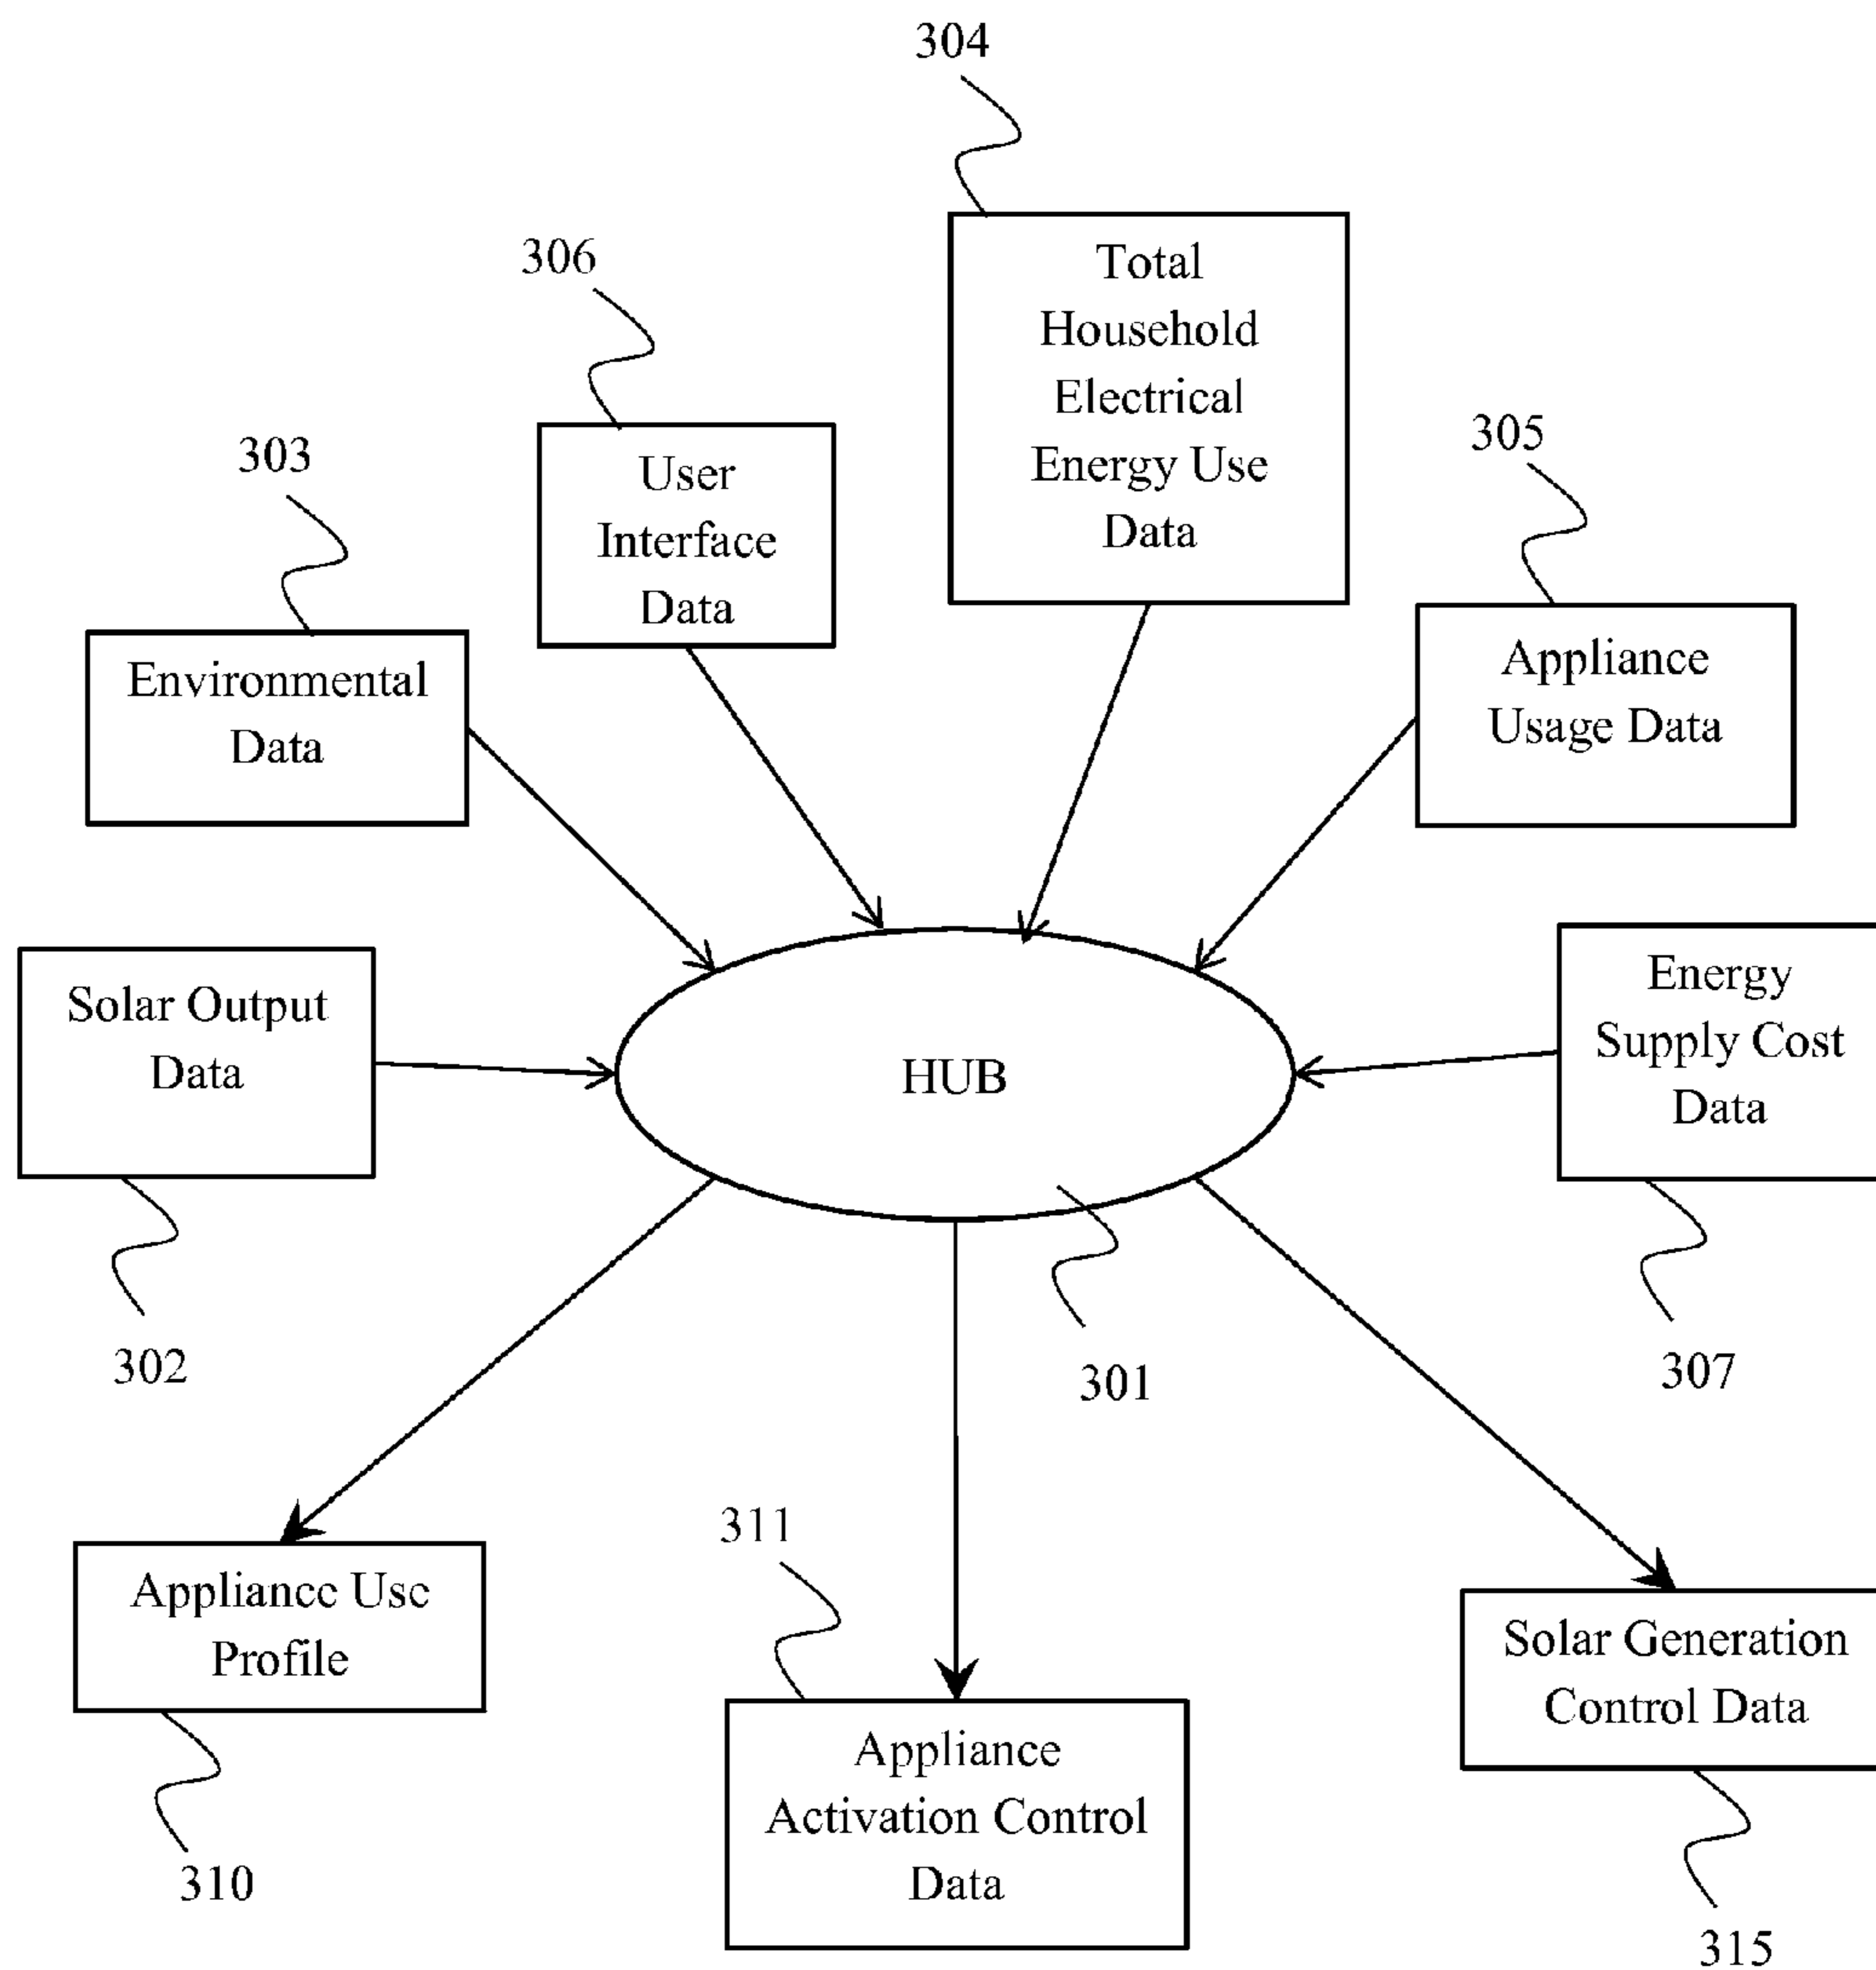 304
306
Total
Household
Electrical
Energy Use
Data
303
User
Interface
Data
305
Environmental
Data
Appliance
Usage Data
Solar Output
Data
HUB
Energy
Supply Cost
Data
302
301
307
Appliance Use
Profile
311
Solar Generation
Control Data
Appliance
Activation Control
Data
310
315